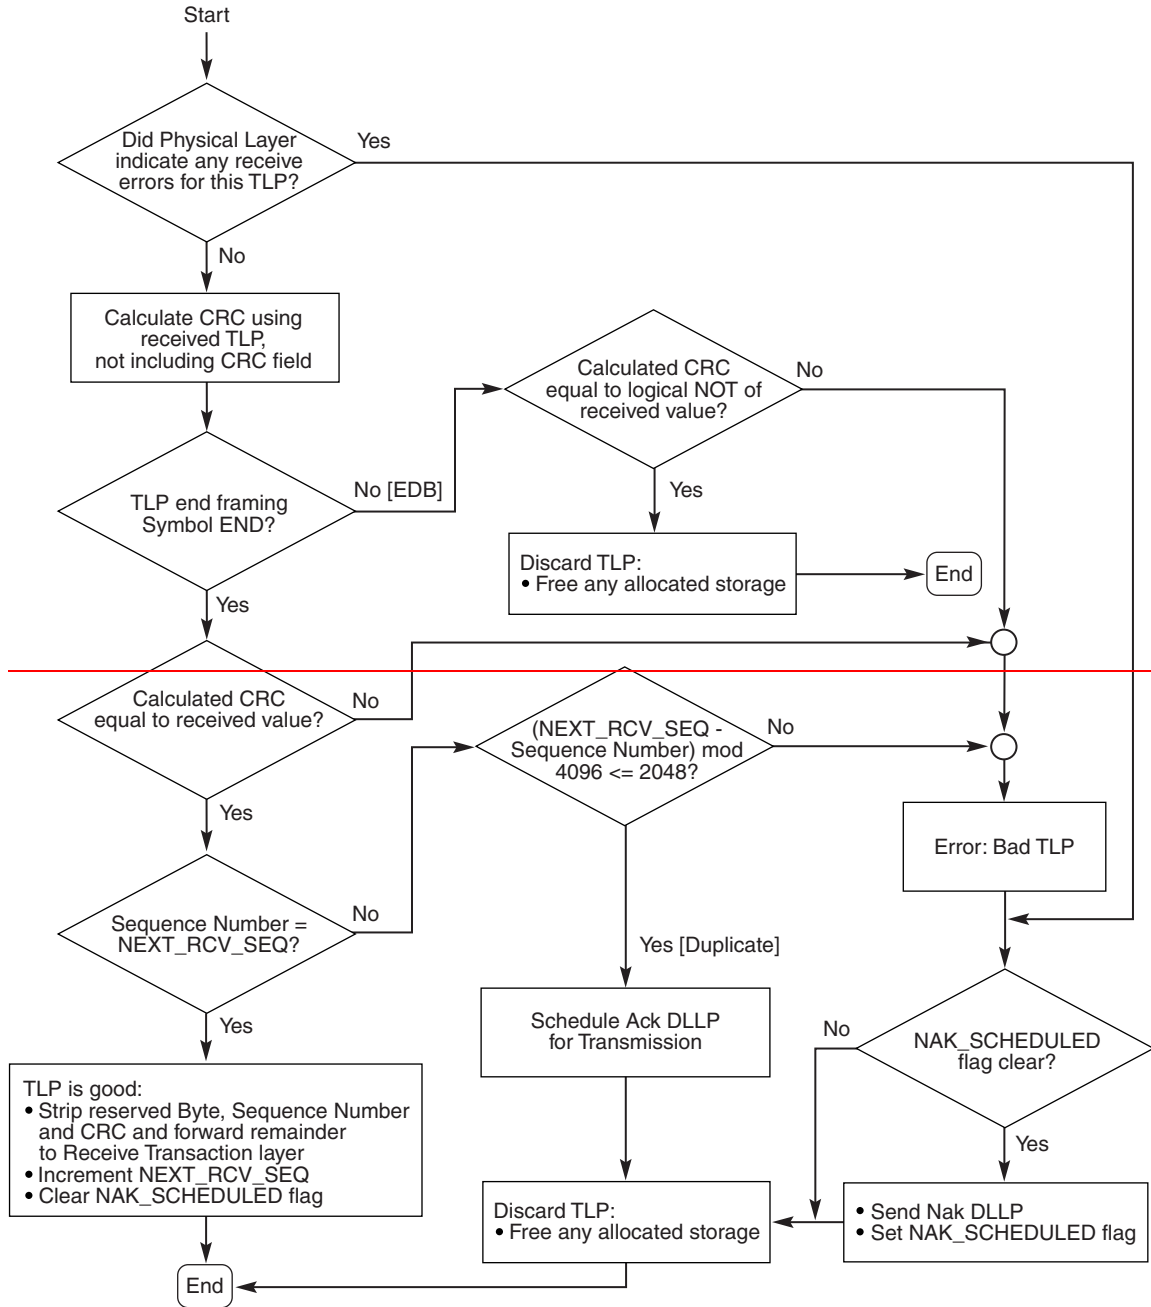 Start
Did Physical Layer
indicate any receive
errors for this TLP?
Yes
No
Calculate CRC using
received TLP,
not including CRC field
Calculated CRC
equal to logical NOT of
received value?
No
Yes
TLP end framing
Symbol END?
No [EDB]
Yes
Discard TLP:
• Free any allocated storage
End
Calculated CRC
equal to received value?
No
Yes
(NEXT_RCV_SEQ -
Sequence Number) mod
4096 <= 2048?
No
Yes [Duplicate]
Error: Bad TLP
Sequence Number =
NEXT_RCV_SEQ?
No
Yes
Schedule Ack DLLP
for Transmission
NAK_SCHEDULED
flag clear?
No
Yes
TLP is good:
• Strip reserved Byte, Sequence Number
and CRC and forward remainder
to Receive Transaction layer
• Increment NEXT_RCV_SEQ
• Clear NAK_SCHEDULED flag
Discard TLP:
• Free any allocated storage
• Send Nak DLLP
• Set NAK_SCHEDULED flag
End